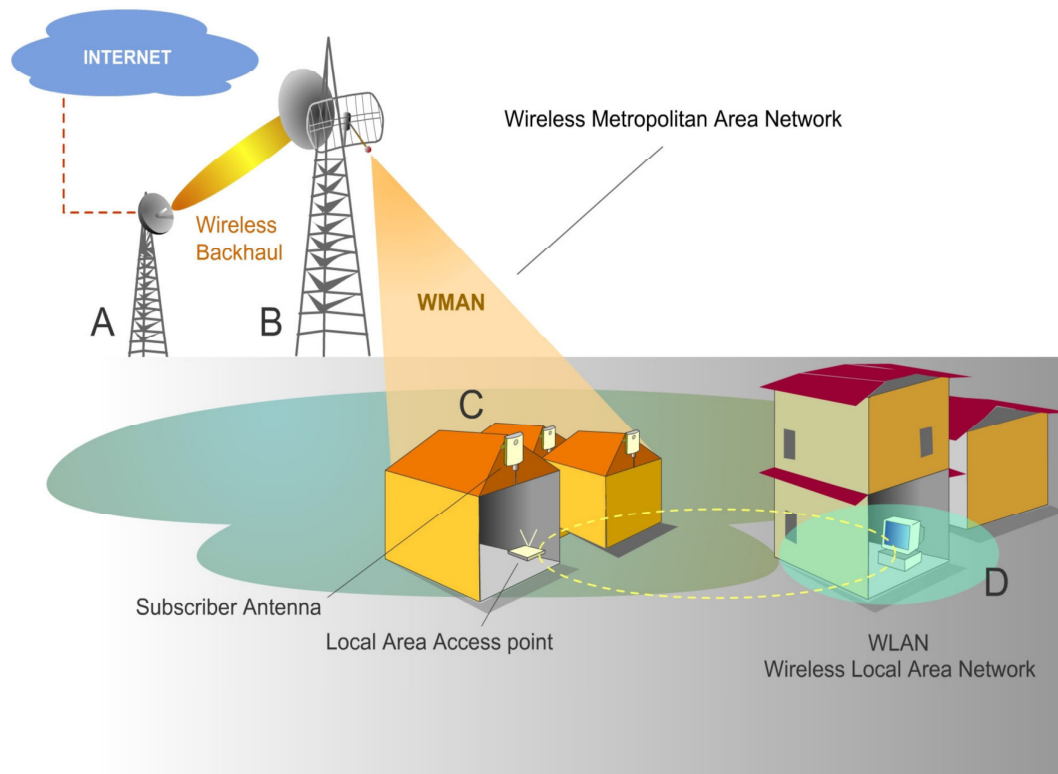 INTERNET
Wireless Metropolitan Area Network
Wireless
Backhaul
A
B
WMAN
C
D
Subscriber Antenna
Local Area Access point
WLAN
Wireless Local Area Network